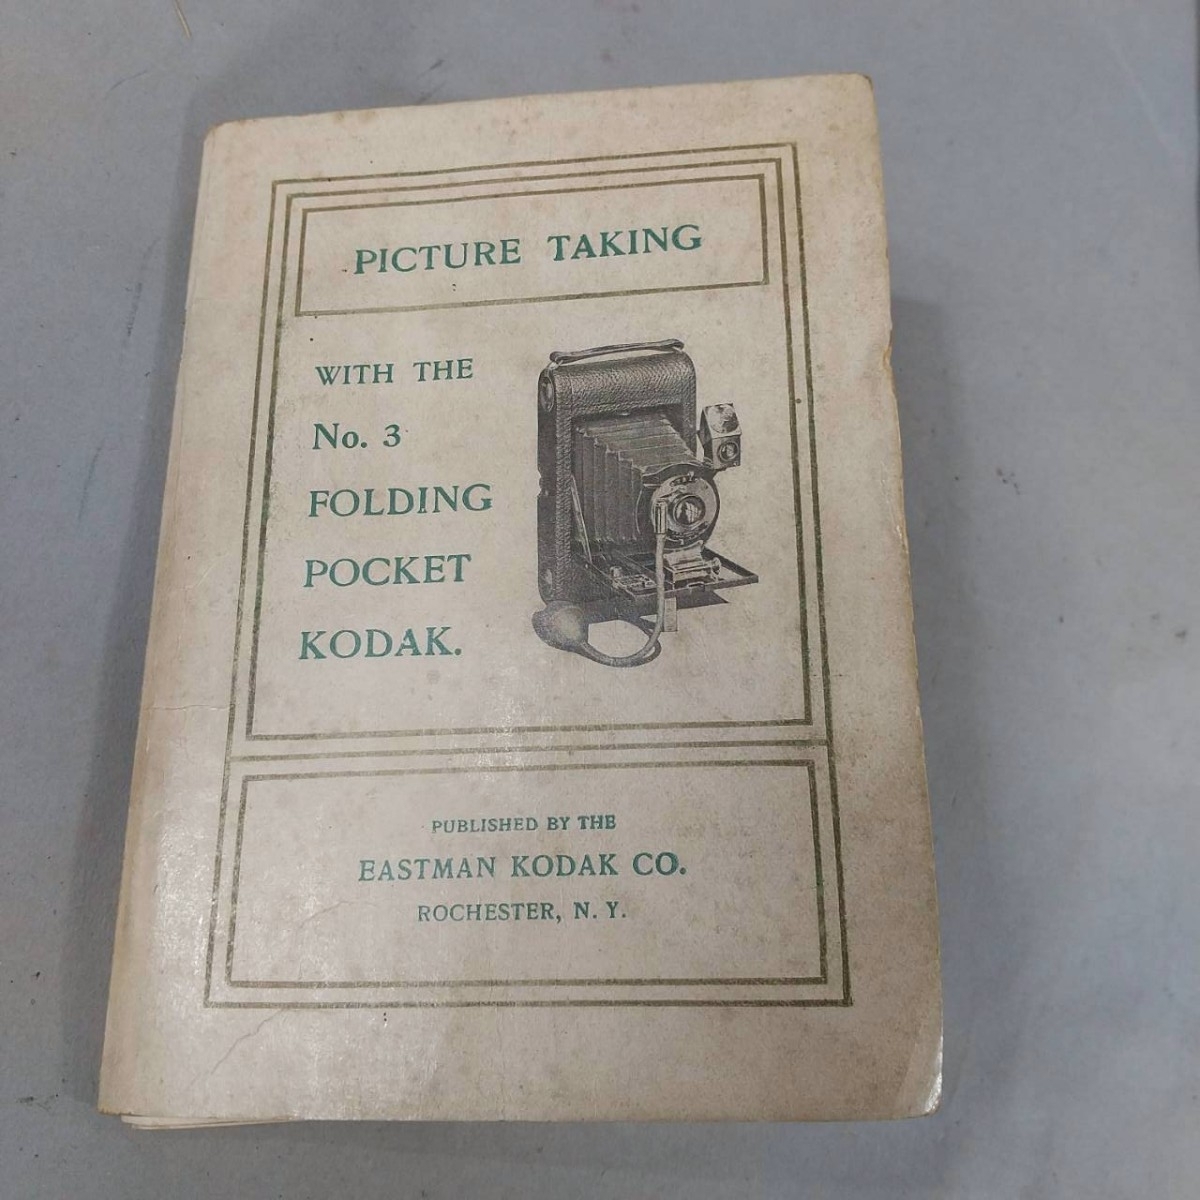 PICTURE TAKING
WITH THE
No. 3
FOLDING
POCKET
KODAK.
PUBLISHED BY THE
EASTMAN KODAK CO.
ROCHESTER, N. Y.